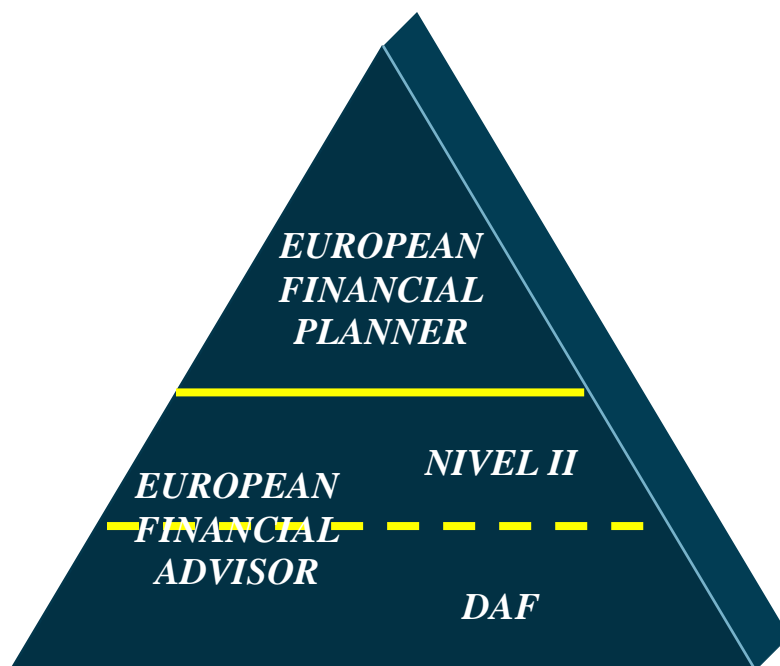 EUROPEAN
FINANCIAL
PLANNER
NIVEL II
EUROPEAN
FINANCIAL
ADVISOR
DAF